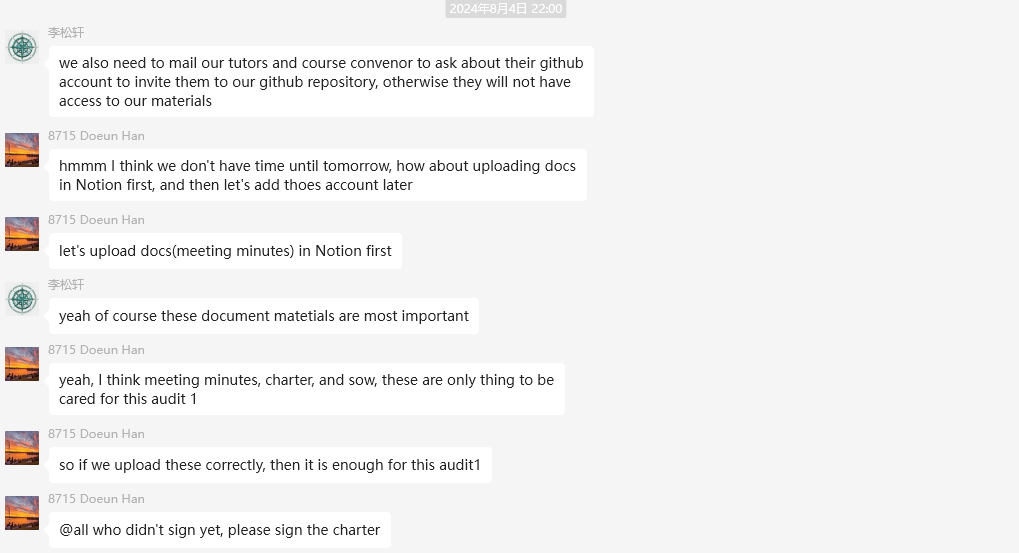 2024年8月4日 22:00
李松轩
we also need to mail our tutors and course convenor to ask about their github
account to invite them to our github repository, otherwise they will not have
access to our materials
8715 Doeun Han
hmmm I think we don't have time until tomorrow, how about uploading docs
in Notion first, and then let's add thoes account later
8715 Doeun Han
let's upload docs(meeting minutes) in Notion first
李松轩
yeah of course these document matetials are most important
8715 Doeun Han
yeah, I think meeting minutes, charter, and sow, these are only thing to be
cared for this audit 1
8715 Doeun Han
so if we upload these correctly, then it is enough for this audit1
8715 Doeun Han
@all who didn't sign yet, please sign the charter